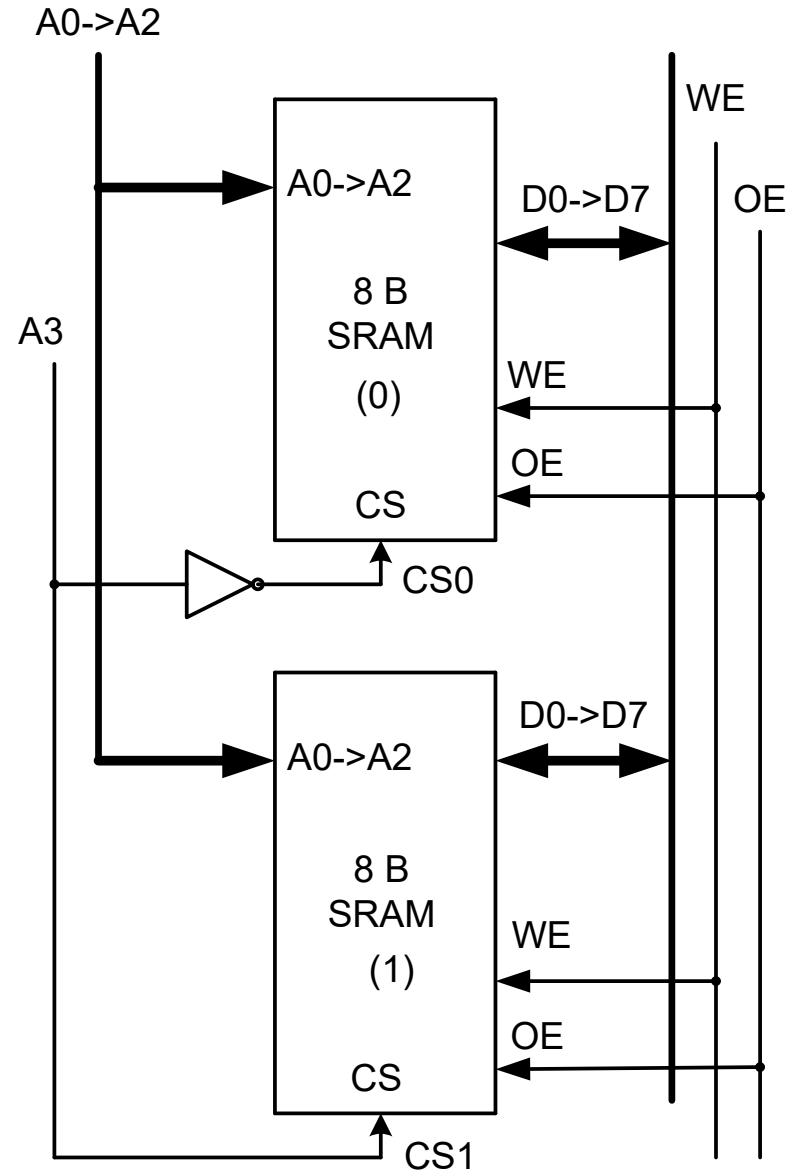 A0->A2
WE
A0->A2
D0->D7
OE
8 B
SRAM
(0)
A3
WE
OE
CS
CS0
A0->A2
D0->D7
8 B
SRAM
(1)
WE
OE
CS
CS1